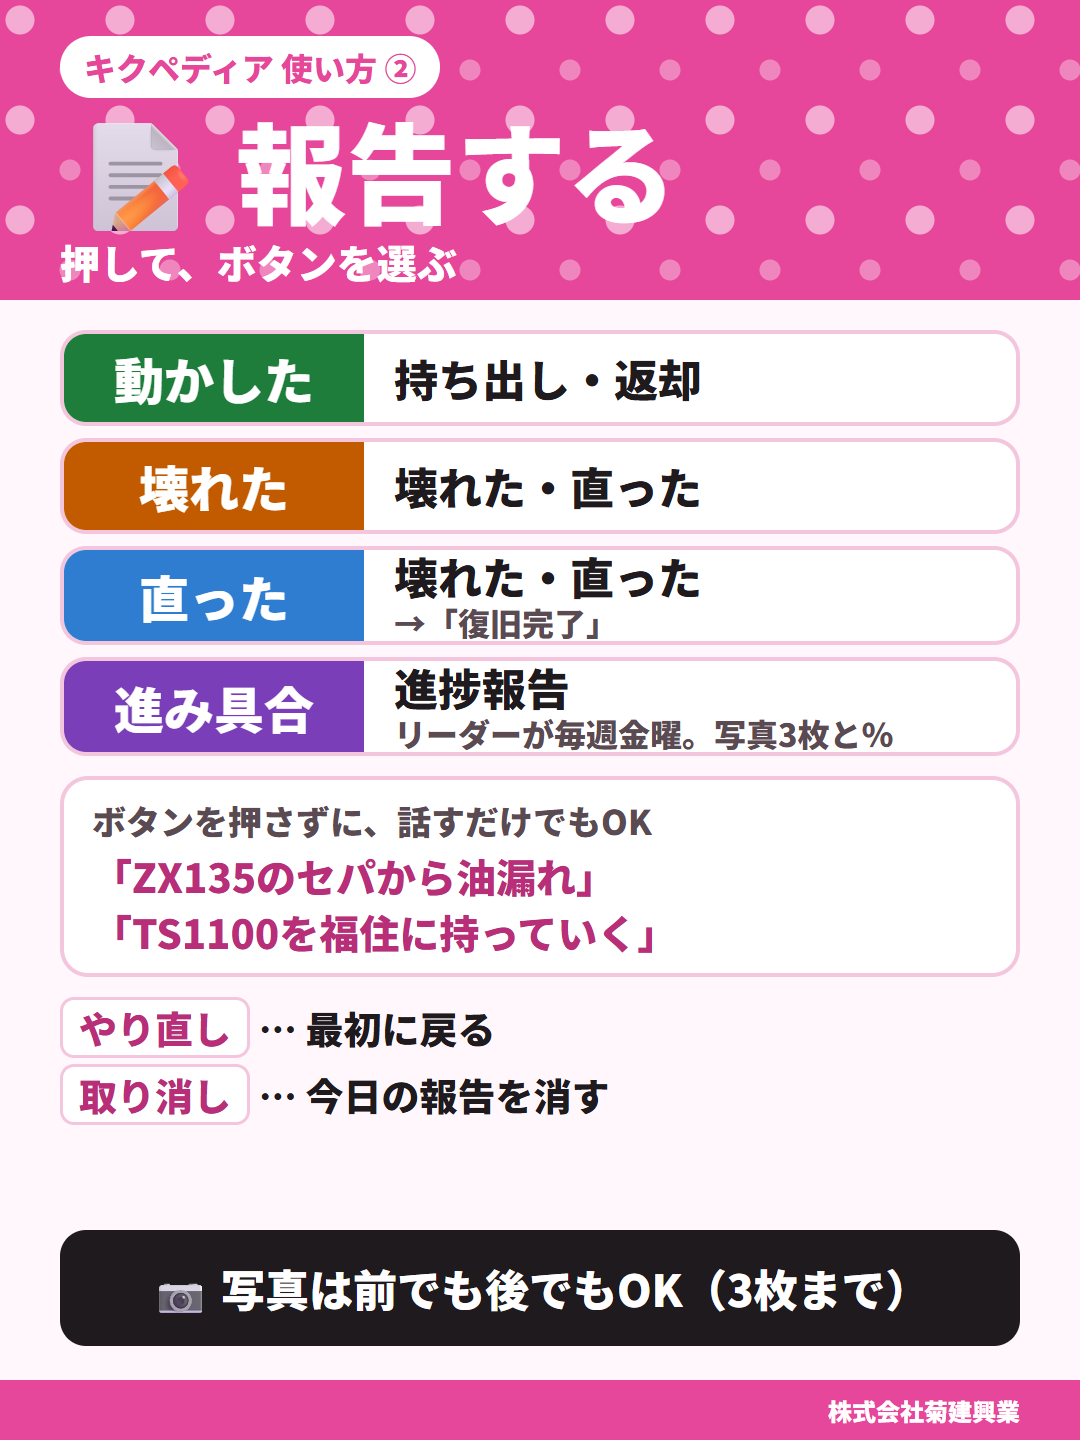 キクペディア 使い方 ②
報告する
押して、ボタンを選ぶ
動かした
持ち出し・返却
壊れた
壊れた・直った
直った
壊れた・直った
→「復旧完了」
進み具合
進捗報告
リーダーが毎週金曜。写真3枚と%
ボタンを押さずに、話すだけでもOK
「ZX135のセパから油漏れ」
「TS1100を福住に持っていく」
やり直し … 最初に戻る
取り消し … 今日の報告を消す
写真は前でも後でもOK（3枚まで）
株式会社菊建興業